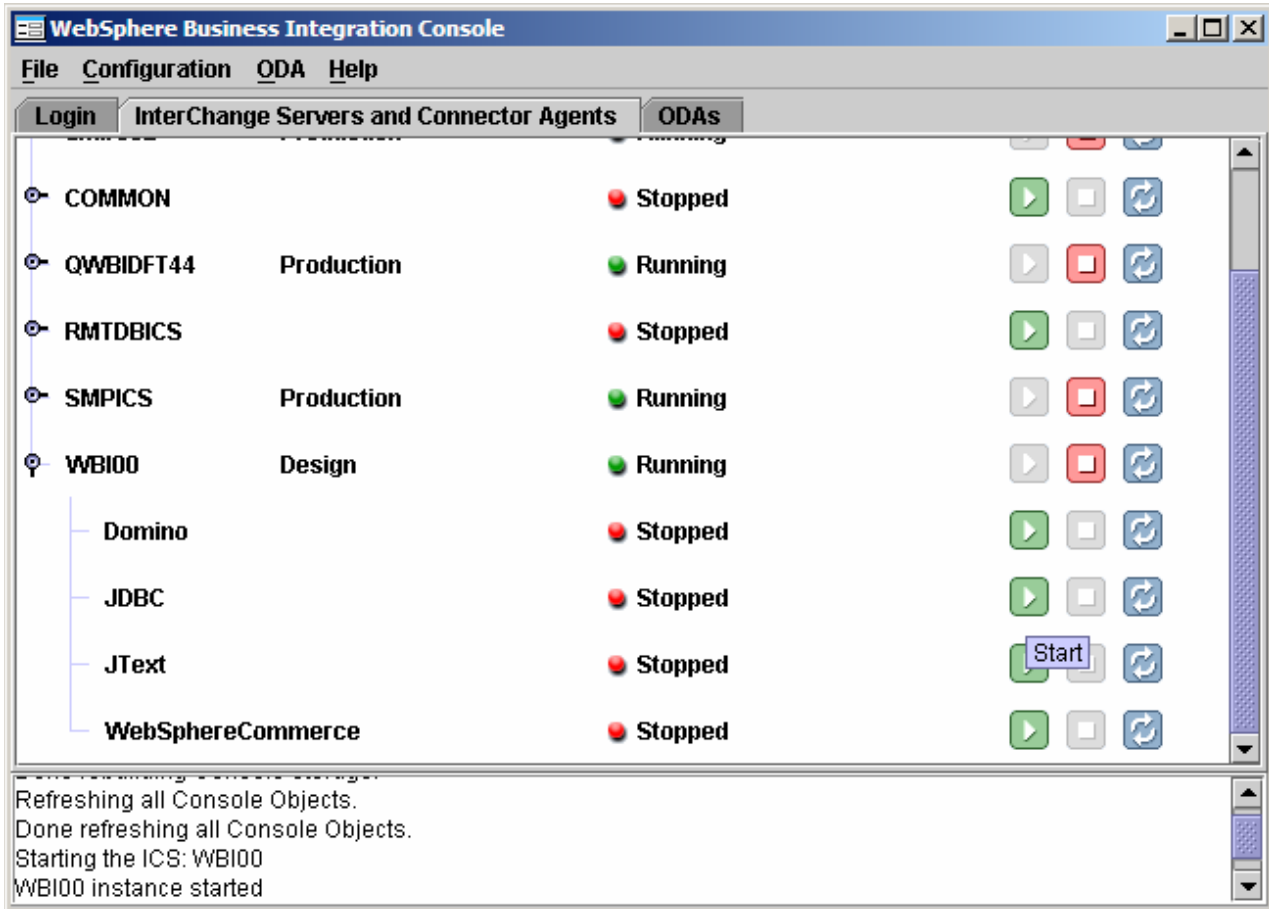 WebSphere Business Integration Console
File Configuration ODA Help
Login InterChange Servers and Connector Agents ODAs
Running
COMMON Stopped
QWBIDFT44 Production Running
RMTDBICS Stopped
SMPICS Production Running
WBI00 Design Running
Domino Stopped
JDBC Stopped
Start
JText Stopped
WebSphereCommerce Stopped
Refreshing all Console Objects.
Done refreshing all Console Objects.
Starting the ICS: WBI00
WBI00 instance started